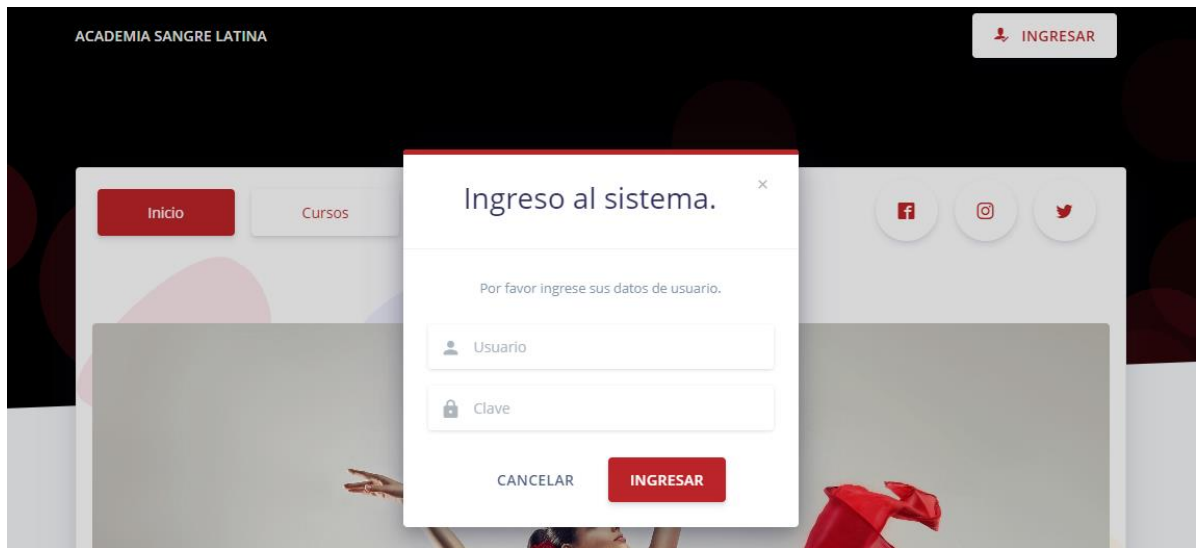 ACADEMIA SANGRE LATINA
INGRESAR
Inicio
Cursos
Ingreso al sistema.
×
Por favor ingrese sus datos de usuario.
Usuario
Clave
CANCELAR
INGRESAR